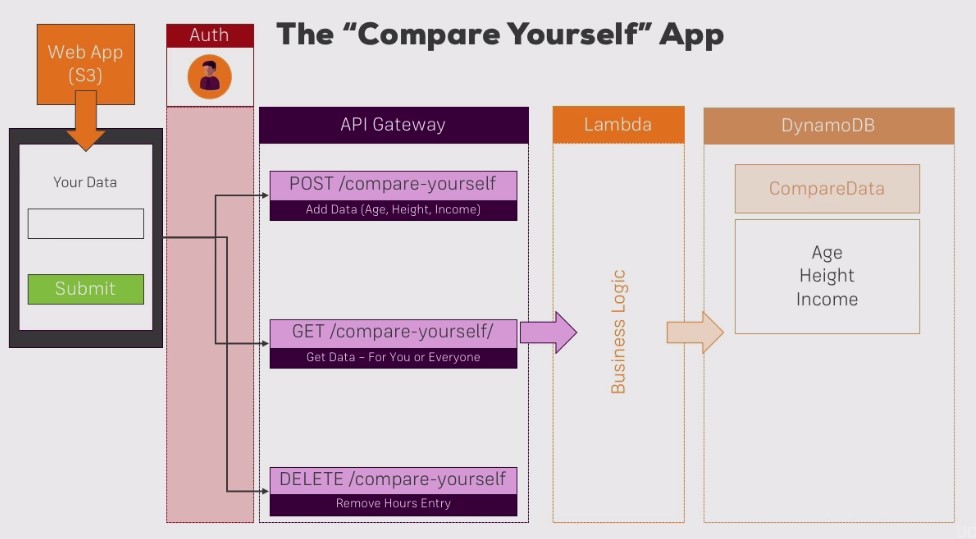 The “Compare Yourself” App
Web App
(S3)
Auth
Your Data
Submit
API Gateway
POST /compare-yourself
Add Data (Age, Height, Income)
GET /compare-yourself/
Get Data – For You or Everyone
DELETE /compare-yourself
Remove Hours Entry
Lambda
Business Logic
DynamoDB
CompareData
Age
Height
Income